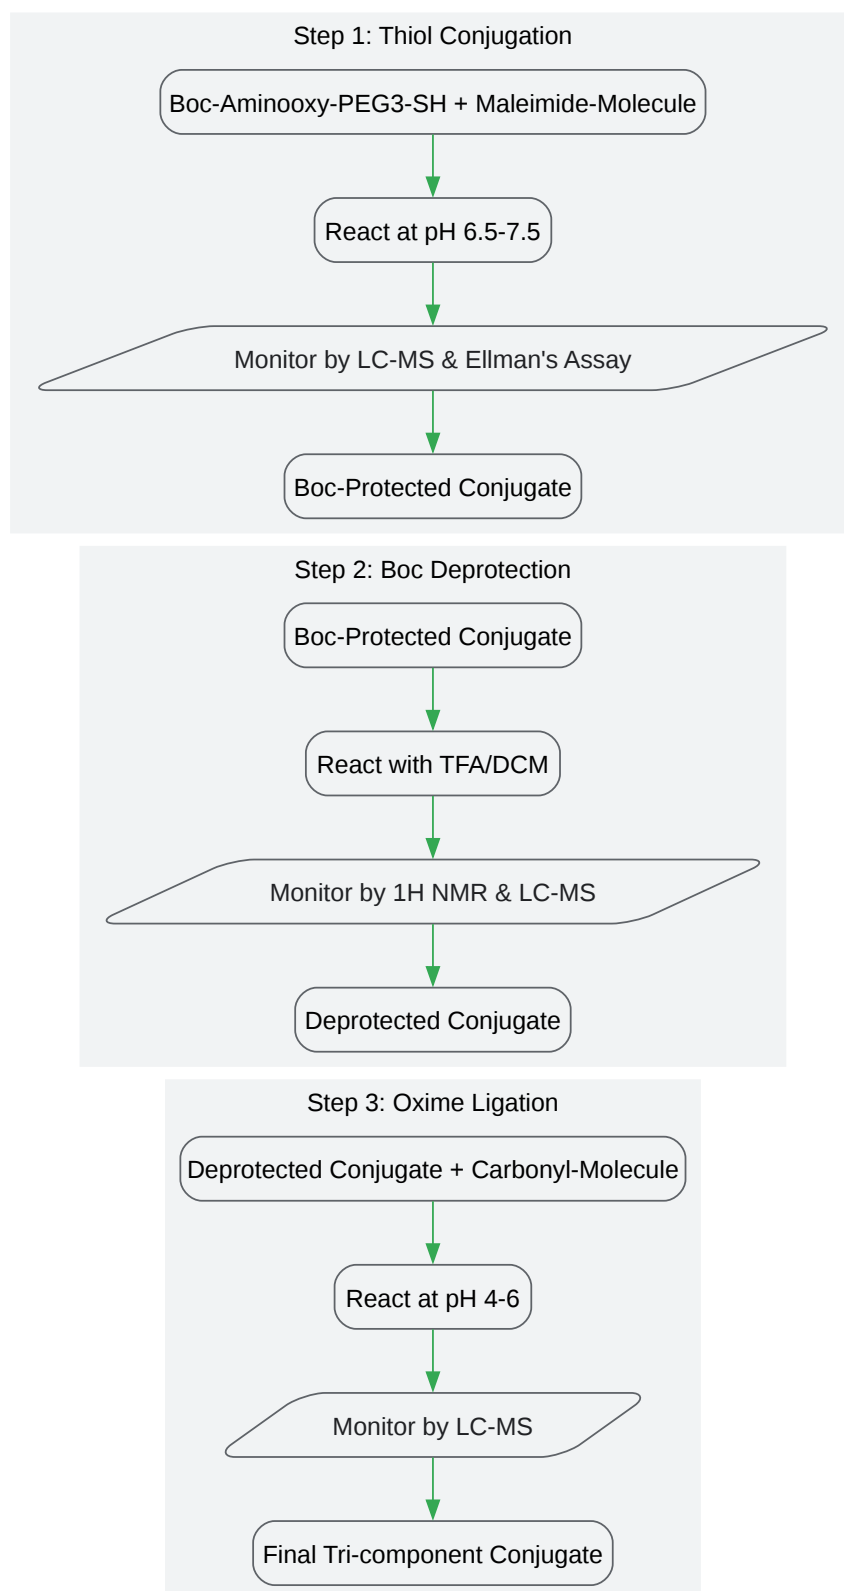 Step 1: Thiol Conjugation
Boc-Aminooxy-PEG3-SH + Maleimide-Molecule
React at pH 6.5-7.5
Monitor by LC-MS & Ellman's Assay
Boc-Protected Conjugate
Step 2: Boc Deprotection
Boc-Protected Conjugate
React with TFA/DCM
Monitor by 1H NMR & LC-MS
Deprotected Conjugate
Step 3: Oxime Ligation
Deprotected Conjugate + Carbonyl-Molecule
React at pH 4-6
Monitor by LC-MS
Final Tri-component Conjugate